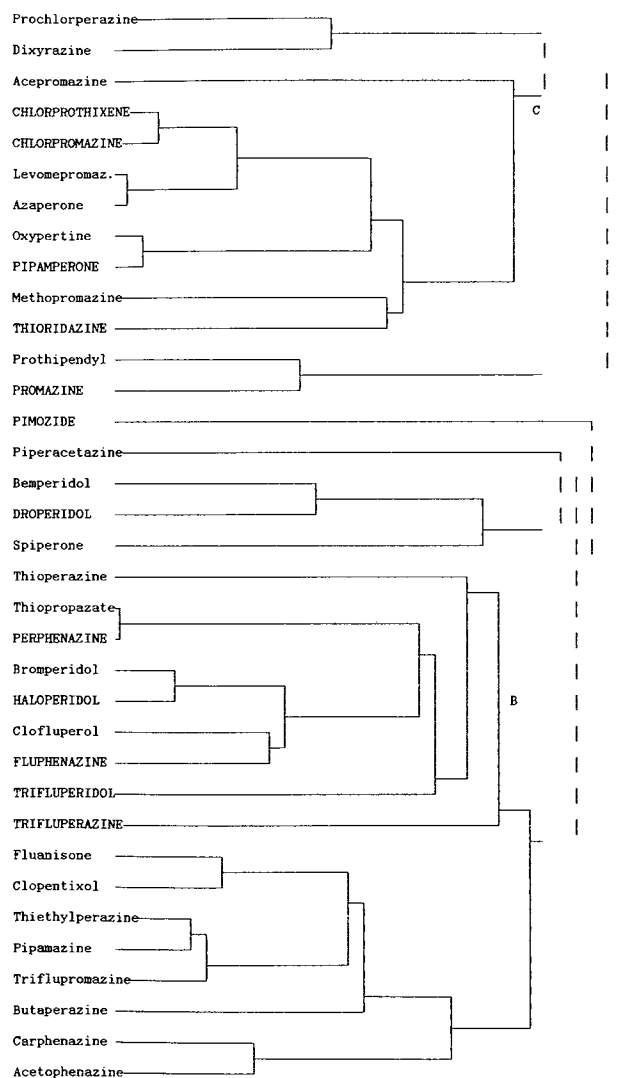 Prochlorperazine
Dixyrazine
Acepromazine
C
CHLORPROTHIXENE
CHLORPROMAZINE
Levomepromaz.
Azaperone
Oxypertine
PIPAMPERONE
Methopromazine
THIORIDAZINE
Prothipendyl
PROMAZINE
PIMOZIDE
Piperacetazine
Bemperidol
DROPERIDOL
Spiperone
Thioperazine
Thiopropazate
PERPHENAZINE
Bromperidol
HALOPERIDOL
B
Clofluperol
FLUPHENAZINE
TRIFLUPERIDOL
TRIFLUPERAZINE
Fluanisone
Clopentixol
Thiethylperazine
Pipamazine
Triflupromazine
Butaperazine
Carphenazine
Acetophenazine